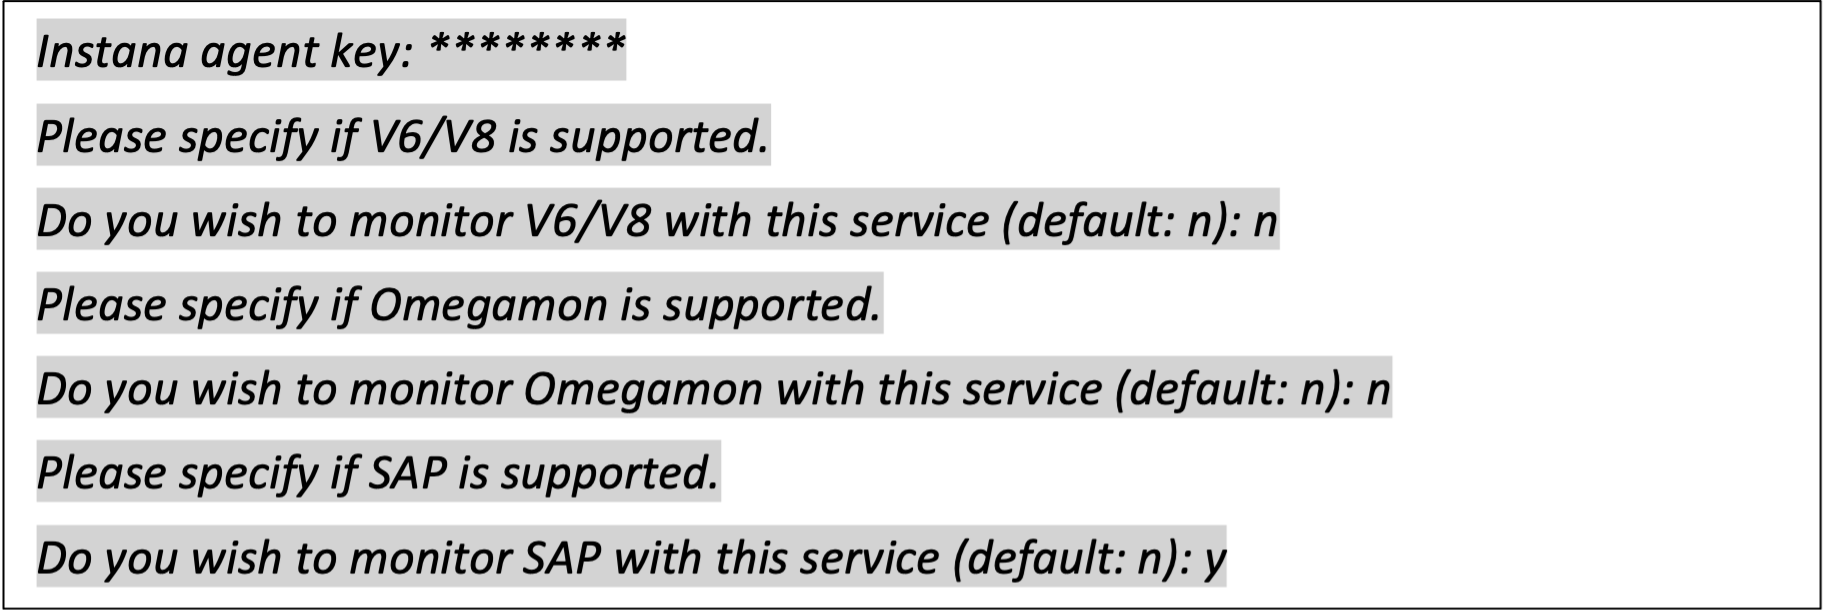 Instana agent key: ********
Please specify if V6/V8 is supported.
Do you wish to monitor V6/V8 with this service (default: n): n
Please specify if Omegamon is supported.
Do you wish to monitor Omegamon with this service (default: n): n
Please specify if SAP is supported.
Do you wish to monitor SAP with this service (default: n): y